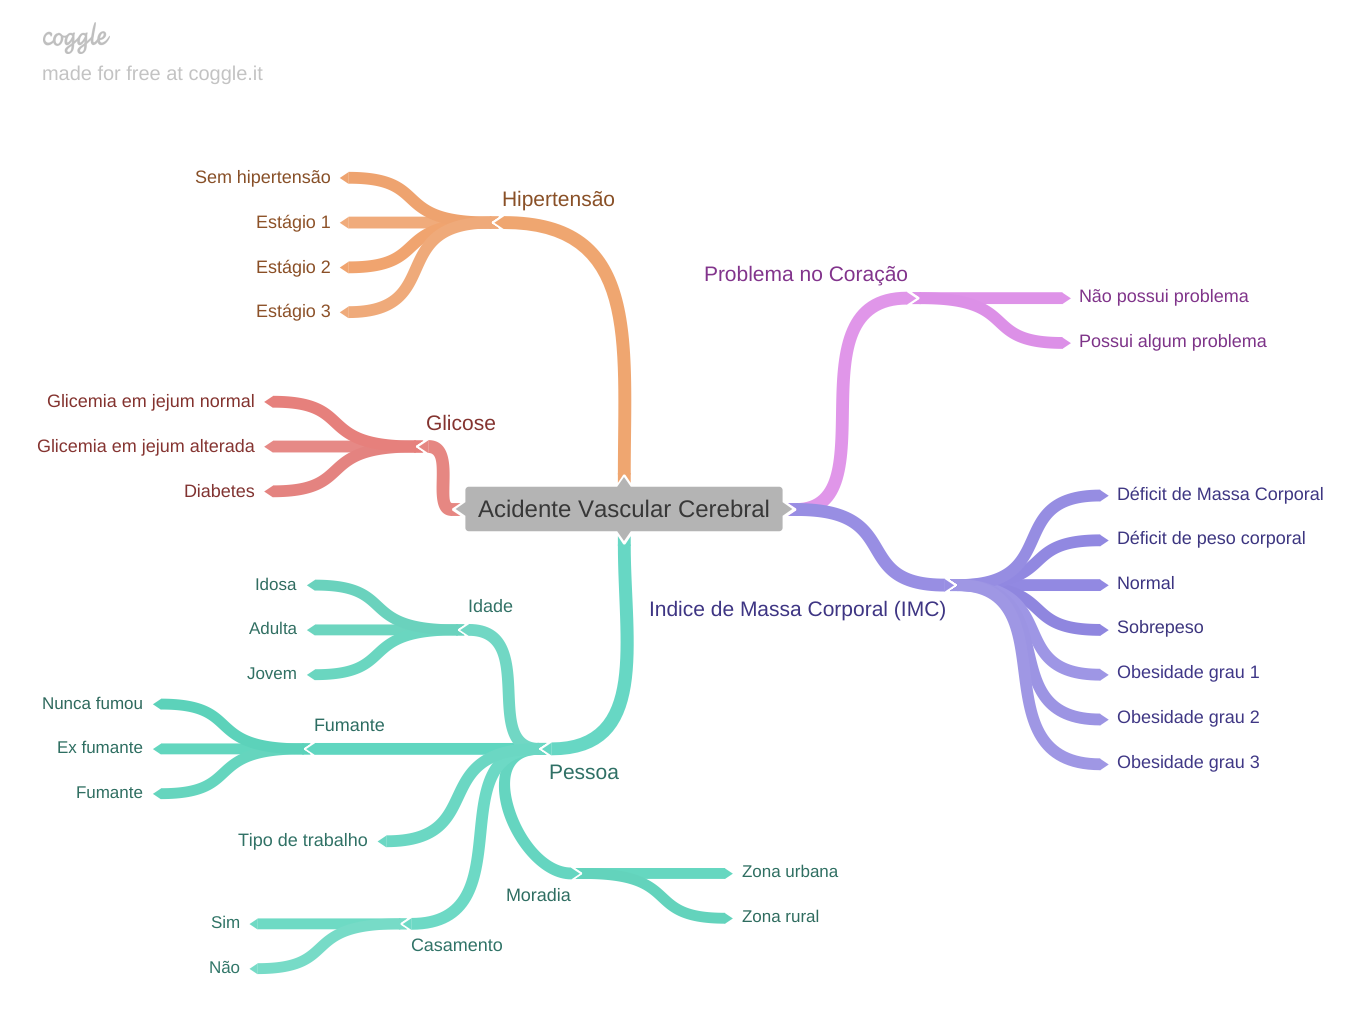 coggle
made for free at coggle.it
Hipertensão
Sem hipertensão
Estágio 1
Estágio 2
Estágio 3
Problema no Coração
Não possui problema
Possui algum problema
Glicose
Glicemia em jejum normal
Glicemia em jejum alterada
Diabetes
Acidente Vascular Cerebral
Indice de Massa Corporal (IMC)
Déficit de Massa Corporal
Déficit de peso corporal
Normal
Sobrepeso
Obesidade grau 1
Obesidade grau 2
Obesidade grau 3
Pessoa
Idade
Idosa
Adulta
Jovem
Fumante
Nunca fumou
Ex fumante
Fumante
Tipo de trabalho
Moradia
Zona urbana
Zona rural
Casamento
Sim
Não